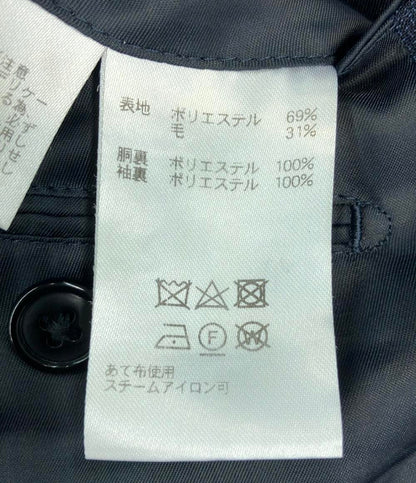 表地 ポリエステル 69%
毛 31%
胴裏 ポリエステル 100%
袖裏 ポリエステル 100%
F W
あて布使用
スチームアイロン可